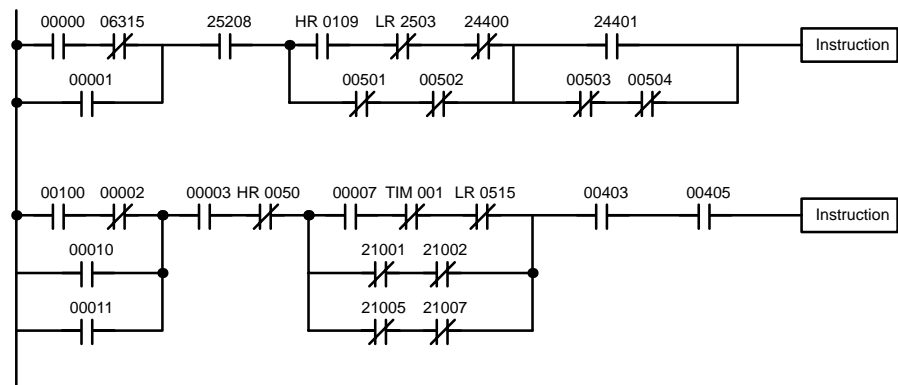 00000 06315 25208 HR 0109 LR 2503 24400 24401
Instruction
00001 00501 00502 00503 00504
00100 00002 00003 HR 0050 00007 TIM 001 LR 0515 00403 00405
Instruction
00010 21001 21002
00011 21005 21007